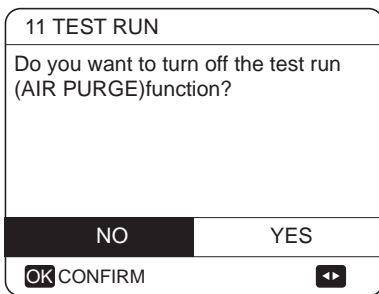 11 TEST RUN
Do you want to turn off the test run
(AIR PURGE)function?
NO YES
OK CONFIRM